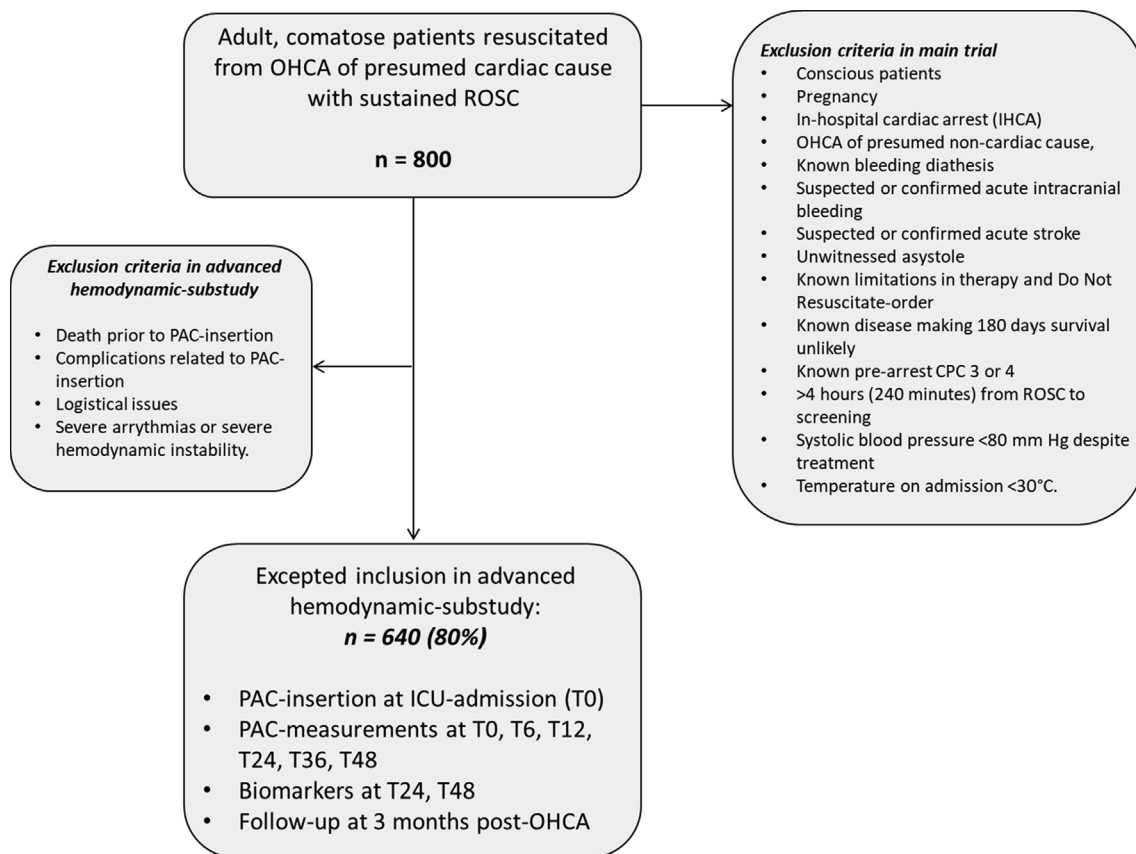 Adult, comatose patients resuscitated
from OHCA of presumed cardiac cause
with sustained ROSC
n = 800
Exclusion criteria in main trial
• Conscious patients
• Pregnancy
• In-hospital cardiac arrest (IHCA)
• OHCA of presumed non-cardiac cause,
• Known bleeding diathesis
• Suspected or confirmed acute intracranial
bleeding
• Suspected or confirmed acute stroke
• Unwitnessed asystole
• Known limitations in therapy and Do Not
Resuscitate-order
• Known disease making 180 days survival
unlikely
• Known pre-arrest CPC 3 or 4
• >4 hours (240 minutes) from ROSC to
screening
• Systolic blood pressure <80 mm Hg despite
treatment
• Temperature on admission <30°C.
Exclusion criteria in advanced
hemodynamic-substudy
• Death prior to PAC-insertion
• Complications related to PAC-
insertion
• Logistical issues
• Severe arrythmias or severe
hemodynamic instability.
Excepted inclusion in advanced
hemodynamic-substudy:
n = 640 (80%)
• PAC-insertion at ICU-admission (T0)
• PAC-measurements at T0, T6, T12,
T24, T36, T48
• Biomarkers at T24, T48
• Follow-up at 3 months post-OHCA